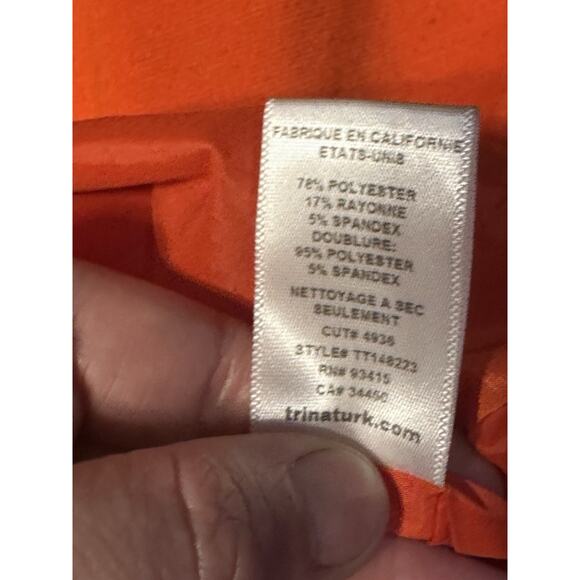 FABRIQUE EN CALIFORNIE
ETATS-UNIS
78% POLYESTER
17% RAYONNE
5% SPANDEX
DOUBLURE:
95% POLYESTER
5% SPANDEX
NETTOYAGE A SEC
SEULEMENT
CUT# 4936
STYLE# TT148223
RN# 93415
CA# 34450
trinaturk.com